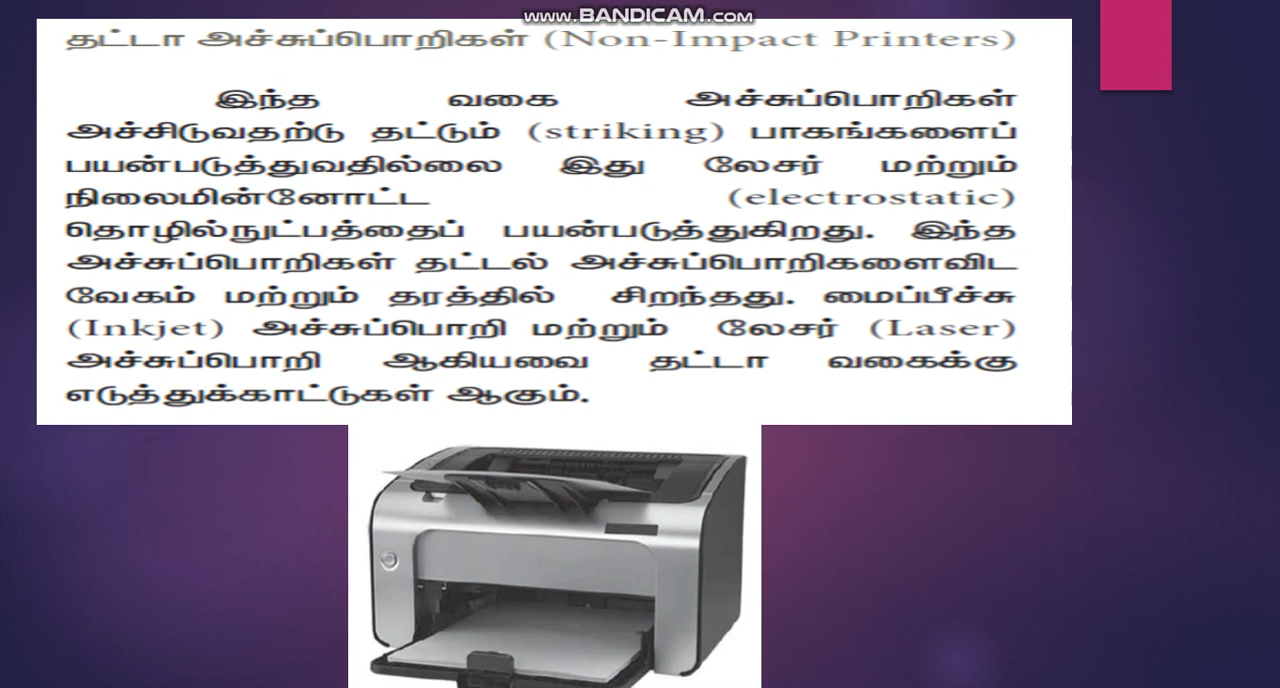 WWW.BANDICAM.COM
தட்டா அச்சுப்பொறிகள் (Non-Impact Printers)
இந்த வகை அச்சுப்பொறிகள்
அச்சிடுவதற்டு தட்டும் (striking) பாகங்களைப்
பயன்படுத்துவதில்லை இது லேசர் மற்றும்
நிலைமின்னோட்ட (electrostatic)
தொழில்நுட்பத்தைப் பயன்படுத்துகிறது. இந்த
அச்சுப்பொறிகள் தட்டல் அச்சுப்பொறிகளைவிட
வேகம் மற்றும் தரத்தில் சிறந்தது. மைப்பீச்சு
(Inkjet) அச்சுப்பொறி மற்றும் லேசர் (Laser)
அச்சுப்பொறி ஆகியவை தட்டா வகைக்கு
எடுத்துக்காட்டுகள் ஆகும்.